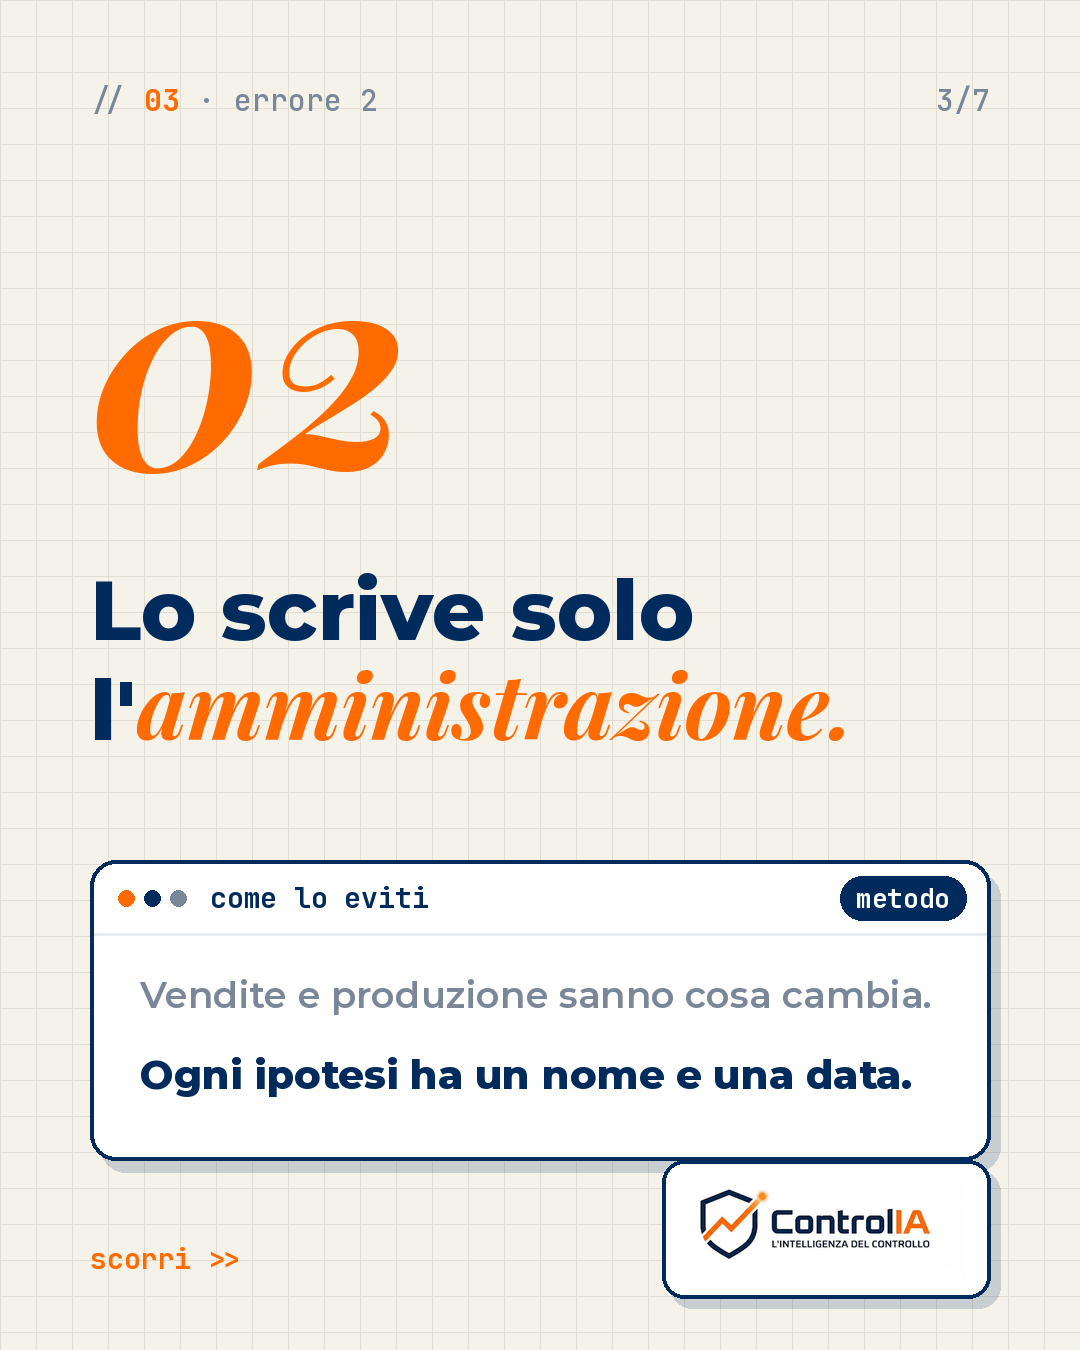 // 03 · errore 2
3/7
02
Lo scrive solo
l'amministrazione.
come lo eviti
metodo
Vendite e produzione sanno cosa cambia.
Ogni ipotesi ha un nome e una data.
ControlIA
L'INTELLIGENZA DEL CONTROLLO
scorri >>